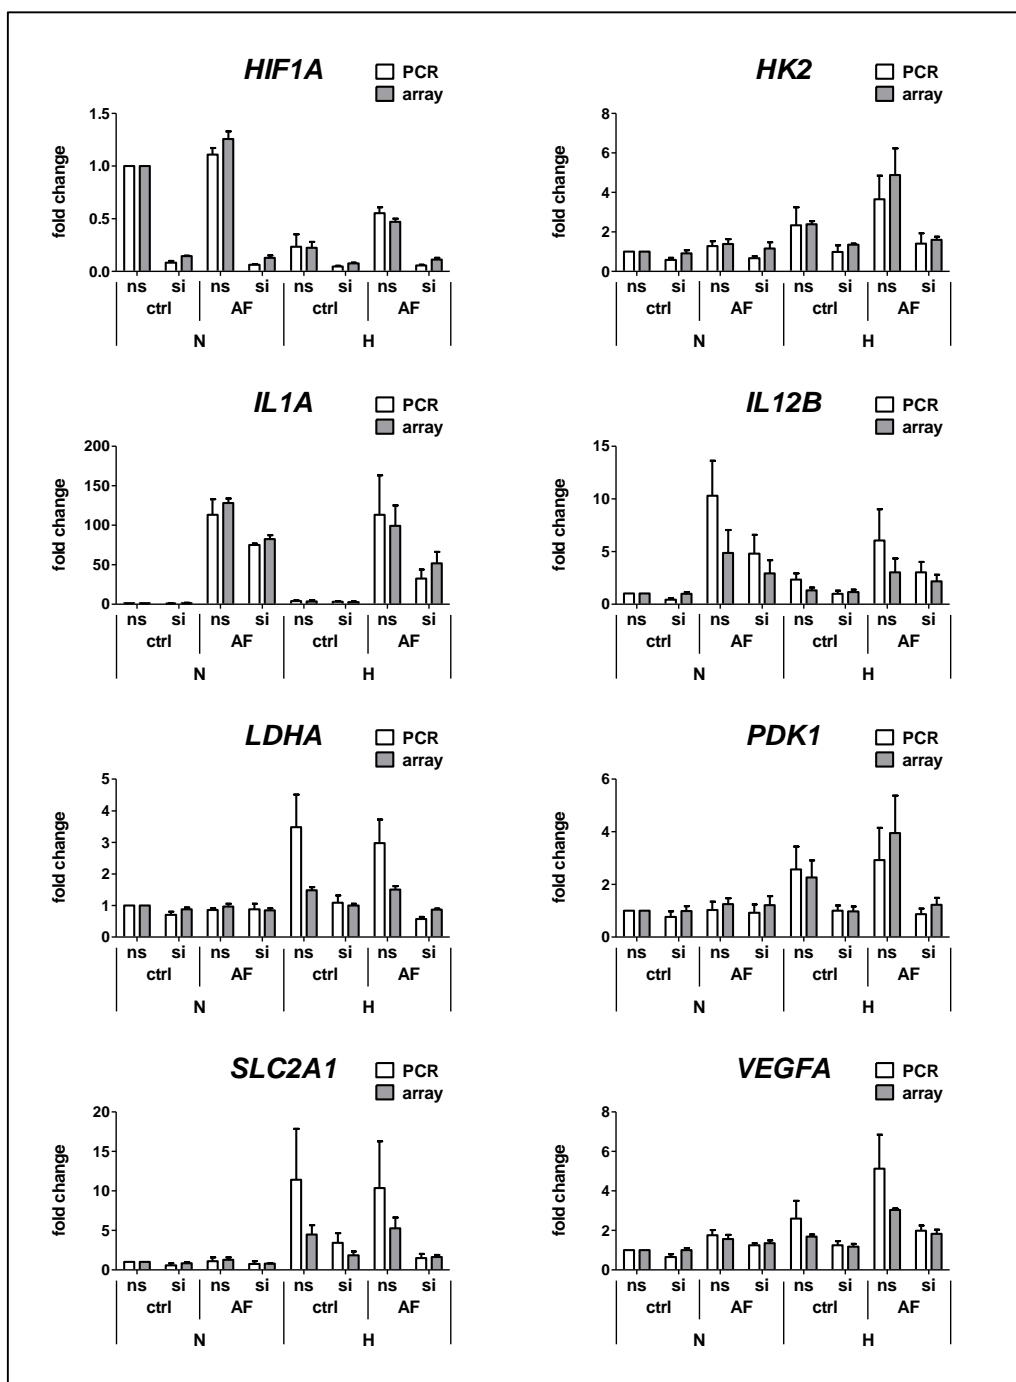 HIF1A
PCR
array
fold change
1.5
1.0
0.5
0.0
ns si ns si ns si ns si
ctrl AF ctrl AF
N H
HK2
PCR
array
fold change
8
6
4
2
0
ns si ns si ns si ns si
ctrl AF ctrl AF
N H
IL1A
PCR
array
fold change
200
150
100
50
0
ns si ns si ns si ns si
ctrl AF ctrl AF
N H
IL12B
PCR
array
fold change
15
10
5
0
ns si ns si ns si ns si
ctrl AF ctrl AF
N H
LDHA
PCR
array
fold change
5
4
3
2
1
0
ns si ns si ns si ns si
ctrl AF ctrl AF
N H
PDK1
PCR
array
fold change
6
4
2
0
ns si ns si ns si ns si
ctrl AF ctrl AF
N H
SLC2A1
PCR
array
fold change
20
15
10
5
0
ns si ns si ns si ns si
ctrl AF ctrl AF
N H
VEGFA
PCR
array
fold change
8
6
4
2
0
ns si ns si ns si ns si
ctrl AF ctrl AF
N H